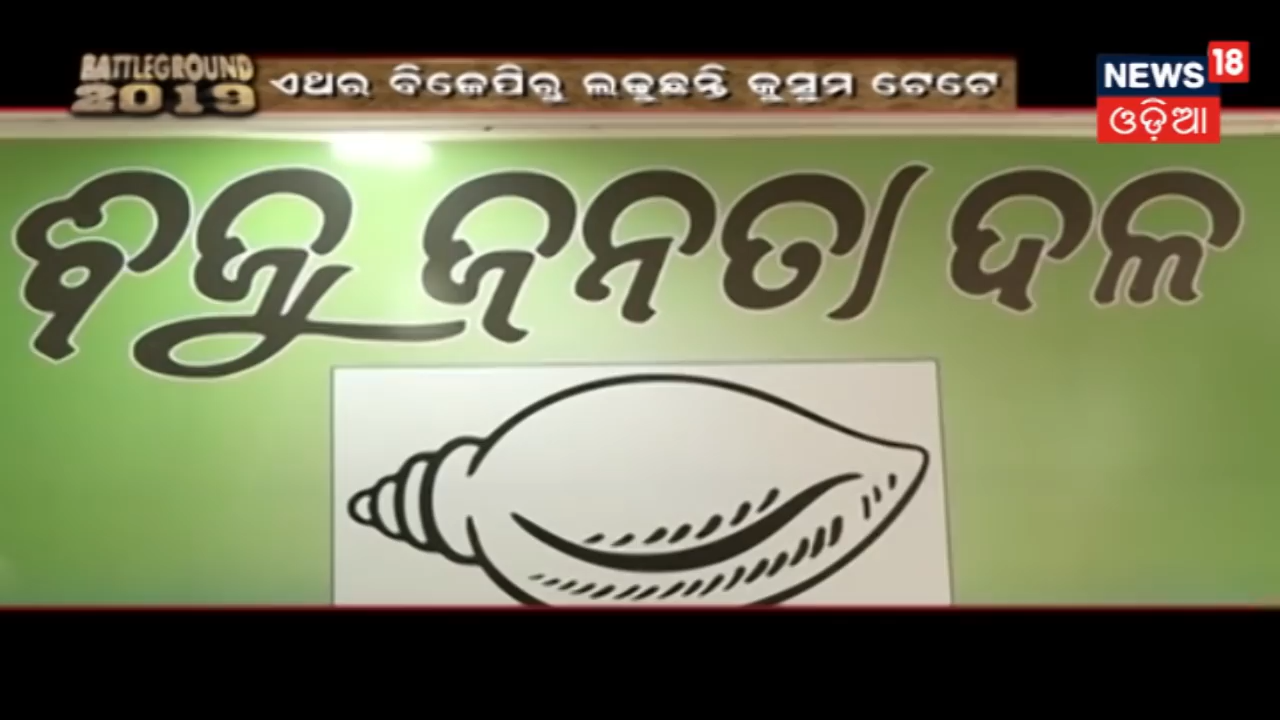 BATTLEGROUND
2019
ଏଥର ବିଜେପିରୁ ଲଢୁଛନ୍ତି କୁସୁମ ଟେଟେ
NEWS 18
ଓଡ଼ିଆ
ବିଜୁ ଜନତା ଦଳ